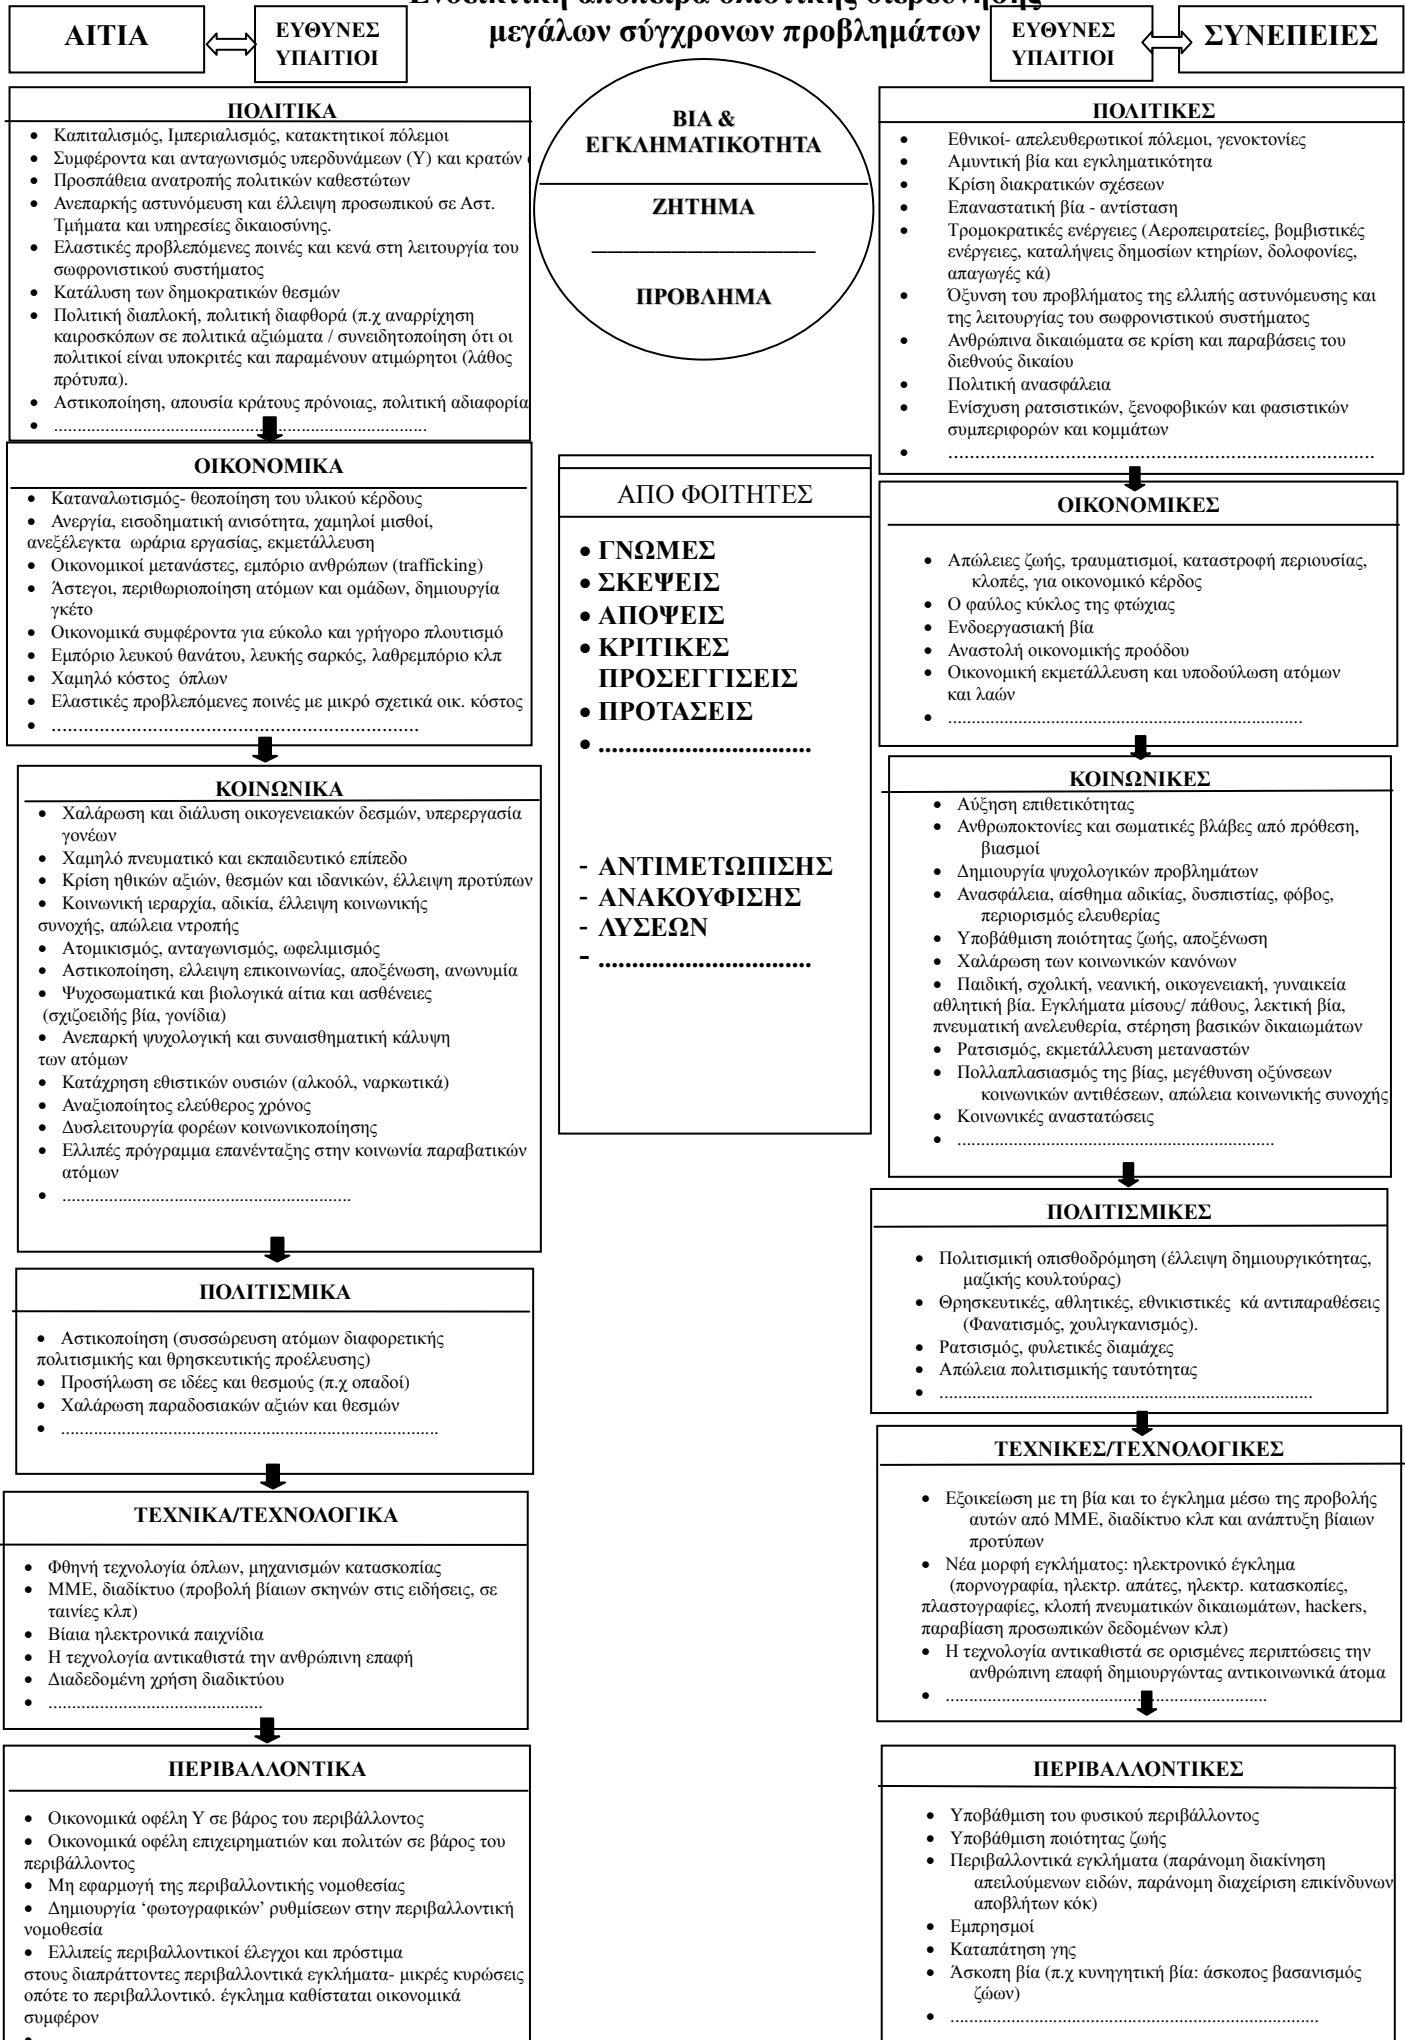 Ενδεικτική απόπειρα ολιστικής διερεύνησης
μεγάλων σύγχρονων προβλημάτων
ΑΙΤΙΑ
ΕΥΘΥΝΕΣ
ΥΠΑΙΤΙΟΙ
ΠΟΛΙΤΙΚΑ
• Καπιταλισμός, Ιμπεριαλισμός, κατακτητικοί πόλεμοι
• Συμφέροντα και ανταγωνισμός υπερδυνάμεων (Υ) και κρατών
• Προσπάθεια ανατροπής πολιτικών καθεστώτων
• Ανεπαρκής αστυνόμευση και έλλειψη προσωπικού σε Αστ.
Τμήματα και υπηρεσίες δικαιοσύνης.
• Ελαστικές προβλεπόμενες ποινές και κενά στη λειτουργία του
σωφρονιστικού συστήματος
• Κατάλυση των δημοκρατικών θεσμών
• Πολιτική διαπλοκή, πολιτική διαφθορά (π.χ αναρρίχηση
καιροσκόπων σε πολιτικά αξιώματα / συνειδητοποίηση ότι οι
πολιτικοί είναι υποκριτές και παραμένουν ατιμώρητοι (λάθος
πρότυπα).
• Αστικοποίηση, απουσία κράτους πρόνοιας, πολιτική αδιαφορία
• ................................................................................
ΟΙΚΟΝΟΜΙΚΑ
• Καταναλωτισμός- θεοποίηση του υλικού κέρδους
• Ανεργία, εισοδηματική ανισότητα, χαμηλοί μισθοί,
ανεξέλεγκτα ωράρια εργασίας, εκμετάλλευση
• Οικονομικοί μετανάστες, εμπόριο ανθρώπων (trafficking)
• Άστεγοι, περιθωριοποίηση ατόμων και ομάδων, δημιουργία
γκέτο
• Οικονομικά συμφέροντα για εύκολο και γρήγορο πλουτισμό
• Εμπόριο λευκού θανάτου, λευκής σαρκός, λαθρεμπόριο κλπ
• Χαμηλό κόστος όπλων
• Ελαστικές προβλεπόμενες ποινές με μικρό σχετικά οικ. κόστος
• .....................................................................
ΚΟΙΝΩΝΙΚΑ
• Χαλάρωση και διάλυση οικογενειακών δεσμών, υπερεργασία
γονέων
• Χαμηλό πνευματικό και εκπαιδευτικό επίπεδο
• Κρίση ηθικών αξιών, θεσμών και ιδανικών, έλλειψη προτύπων
• Κοινωνική ιεραρχία, αδικία, έλλειψη κοινωνικής
συνοχής, απώλεια ντροπής
• Ατομικισμός, ανταγωνισμός, ωφελιμισμός
• Αστικοποίηση, ελλειψη επικοινωνίας, αποξένωση, ανωνυμία
• Ψυχοσωματικά και βιολογικά αίτια και ασθένειες
(σχιζοειδής βία, γονίδια)
• Ανεπαρκή ψυχολογική και συναισθηματική κάλυψη
των ατόμων
• Κατάχρηση εθιστικών ουσιών (αλκοόλ, ναρκωτικά)
• Αναξιοποίητος ελεύθερος χρόνος
• Δυσλειτουργία φορέων κοινωνικοποίησης
• Ελλιπές πρόγραμμα επανένταξης στην κοινωνία παραβατικών
ατόμων
• .............................................................
ΠΟΛΙΤΙΣΜΙΚΑ
• Αστικοποίηση (συσσώρευση ατόμων διαφορετικής
πολιτισμικής και θρησκευτικής προέλευσης)
• Προσήλωση σε ιδέες και θεσμούς (π.χ οπαδοί)
• Χαλάρωση παραδοσιακών αξιών και θεσμών
• ................................................................................
ΤΕΧΝΙΚΑ/ΤΕΧΝΟΛΟΓΙΚΑ
• Φθηνή τεχνολογία όπλων, μηχανισμών κατασκοπίας
• ΜΜΕ, διαδίκτυο (προβολή βίαιων σκηνών στις ειδήσεις, σε
ταινίες κλπ)
• Βίαια ηλεκτρονικά παιχνίδια
• Η τεχνολογία αντικαθιστά την ανθρώπινη επαφή
• Διαδεδομένη χρήση διαδικτύου
• .............................................
ΠΕΡΙΒΑΛΛΟΝΤΙΚΑ
• Οικονομικά οφέλη Υ σε βάρος του περιβάλλοντος
• Οικονομικά οφέλη επιχειρηματιών και πολιτών σε βάρος του
περιβάλλοντος
• Μη εφαρμογή της περιβαλλοντικής νομοθεσίας
• Δημιουργία ‘φωτογραφικών’ ρυθμίσεων στην περιβαλλοντική
νομοθεσία
• Ελλιπείς περιβαλλοντικοί έλεγχοι και πρόστιμα
στους διαπράττοντες περιβαλλοντικά εγκλήματα- μικρές κυρώσεις
οπότε το περιβαλλοντικό. έγκλημα καθίσταται οικονομικά
συμφέρον
ΒΙΑ &
ΕΓΚΛΗΜΑΤΙΚΟΤΗΤΑ
ΖΗΤΗΜΑ
________________
ΠΡΟΒΛΗΜΑ
ΑΠΟ ΦΟΙΤΗΤΕΣ
• ΓΝΩΜΕΣ
• ΣΚΕΨΕΙΣ
• ΑΠΟΨΕΙΣ
• ΚΡΙΤΙΚΕΣ
ΠΡΟΣΕΓΓΙΣΕΙΣ
• ΠΡΟΤΑΣΕΙΣ
• ................................
- ΑΝΤΙΜΕΤΩΠΙΣΗΣ
- ΑΝΑΚΟΥΦΙΣΗΣ
- ΛΥΣΕΩΝ
- ................................
ΕΥΘΥΝΕΣ
ΥΠΑΙΤΙΟΙ
ΣΥΝΕΠΕΙΕΣ
ΠΟΛΙΤΙΚΕΣ
• Εθνικοί- απελευθερωτικοί πόλεμοι, γενοκτονίες
• Αμυντική βία και εγκληματικότητα
• Κρίση διακρατικών σχέσεων
• Επαναστατική βία - αντίσταση
• Τρομοκρατικές ενέργειες (Αεροπειρατείες, βομβιστικές
ενέργειες, καταλήψεις δημοσίων κτηρίων, δολοφονίες,
απαγωγές κά)
• Όξυνση του προβλήματος της ελλιπής αστυνόμευσης και
της λειτουργίας του σωφρονιστικού συστήματος
• Ανθρώπινα δικαιώματα σε κρίση και παραβάσεις του
διεθνούς δικαίου
• Πολιτική ανασφάλεια
• Ενίσχυση ρατσιστικών, ξενοφοβικών και φασιστικών
συμπεριφορών και κομμάτων
• ................................................................................
ΟΙΚΟΝΟΜΙΚΕΣ
• Απώλειες ζωής, τραυματισμοί, καταστροφή περιουσίας,
κλοπές, για οικονομικό κέρδος
• Ο φαύλος κύκλος της φτώχιας
• Ενδοεργασιακή βία
• Αναστολή οικονομικής προόδου
• Οικονομική εκμετάλλευση και υποδούλωση ατόμων
και λαών
• ...........................................................................
ΚΟΙΝΩΝΙΚΕΣ
• Αύξηση επιθετικότητας
• Ανθρωποκτονίες και σωματικές βλάβες από πρόθεση,
βιασμοί
• Δημιουργία ψυχολογικών προβλημάτων
• Ανασφάλεια, αίσθημα αδικίας, δυσπιστίας, φόβος,
περιορισμός ελευθερίας
• Υποβάθμιση ποιότητας ζωής, αποξένωση
• Χαλάρωση των κοινωνικών κανόνων
• Παιδική, σχολική, νεανική, οικογενειακή, γυναικεία
αθλητική βία. Εγκλήματα μίσους/ πάθους, λεκτική βία,
πνευματική ανελευθερία, στέρηση βασικών δικαιωμάτων
• Ρατσισμός, εκμετάλλευση μεταναστών
• Πολλαπλασιασμός της βίας, μεγέθυνση οξύνσεων
κοινωνικών αντιθέσεων, απώλεια κοινωνικής συνοχής
• Κοινωνικές αναστατώσεις
• ...................................................................
ΠΟΛΙΤΙΣΜΙΚΕΣ
• Πολιτισμική οπισθοδρόμηση (έλλειψη δημιουργικότητας,
μαζικής κουλτούρας)
• Θρησκευτικές, αθλητικές, εθνικιστικές κά αντιπαραθέσεις
(Φανατισμός, χουλιγκανισμός).
• Ρατσισμός, φυλετικές διαμάχες
• Απώλεια πολιτισμικής ταυτότητας
• ...............................................................................
ΤΕΧΝΙΚΕΣ/ΤΕΧΝΟΛΟΓΙΚΕΣ
• Εξοικείωση με τη βία και το έγκλημα μέσω της προβολής
αυτών από ΜΜΕ, διαδίκτυο κλπ και ανάπτυξη βίαιων
προτύπων
• Νέα μορφή εγκλήματος: ηλεκτρονικό έγκλημα
(πορνογραφία, ηλεκτρ. απάτες, ηλεκτρ. κατασκοπίες,
πλαστογραφίες, κλοπή πνευματικών δικαιωμάτων, hackers,
παραβίαση προσωπικών δεδομένων κλπ)
• Η τεχνολογία αντικαθιστά σε ορισμένες περιπτώσεις την
ανθρώπινη επαφή δημιουργώντας αντικοινωνικά άτομα
• ....................................................................
ΠΕΡΙΒΑΛΛΟΝΤΙΚΕΣ
• Υποβάθμιση του φυσικού περιβάλλοντος
• Υποβάθμιση ποιότητας ζωής
• Περιβαλλοντικά εγκλήματα (παράνομη διακίνηση
απειλούμενων ειδών, παράνομη διαχείριση επικίνδυνων
αποβλήτων κόκ)
• Εμπρησμοί
• Καταπάτηση γης
• Άσκοπη βία (π.χ κυνηγητική βία: άσκοπος βασανισμός
ζώων)
• ..............................................................................